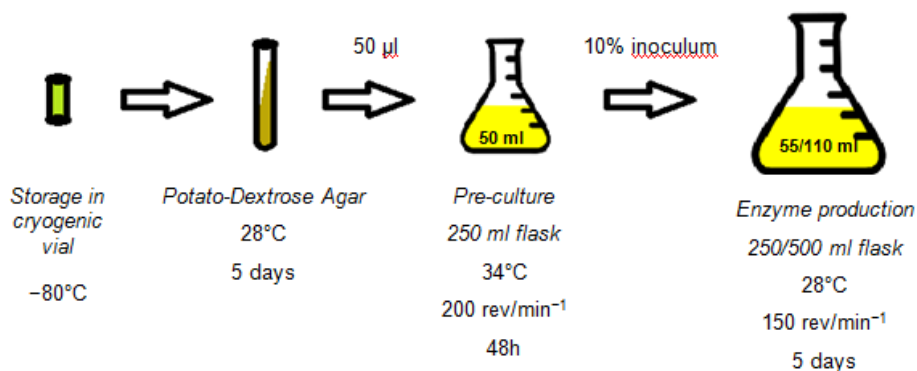 50 µl
10% inoculum
50 ml
55/110 ml
Storage in
cryogenic
vial
−80°C
Potato-Dextrose Agar
28°C
5 days
Pre-culture
250 ml flask
34°C
200 rev/min⁻¹
48h
Enzyme production
250/500 ml flask
28°C
150 rev/min⁻¹
5 days